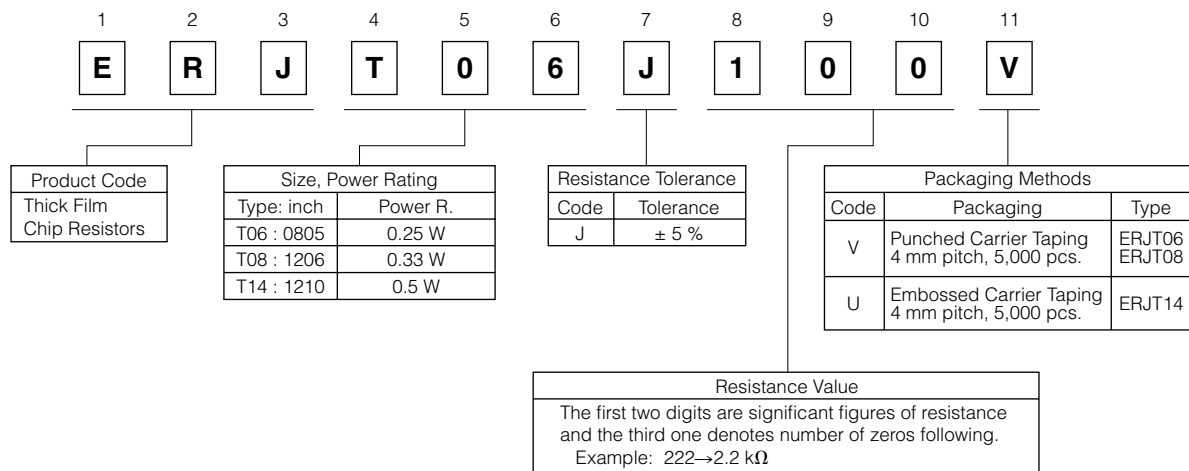 1 2 3 4 5 6 7 8 9 10 11
E R J T 0 6 J 1 0 0 V
Product Code
Thick Film
Chip Resistors
Size, Power Rating
Type: inch Power R.
T06 : 0805 0.25 W
T08 : 1206 0.33 W
T14 : 1210 0.5 W
Resistance Tolerance
Code Tolerance
J ± 5 %
Packaging Methods
Code Packaging Type
V Punched Carrier Taping ERJT06
4 mm pitch, 5,000 pcs. ERJT08
U Embossed Carrier Taping ERJT14
4 mm pitch, 5,000 pcs.
Resistance Value
The first two digits are significant figures of resistance
and the third one denotes number of zeros following.
Example: 222→2.2 kΩ